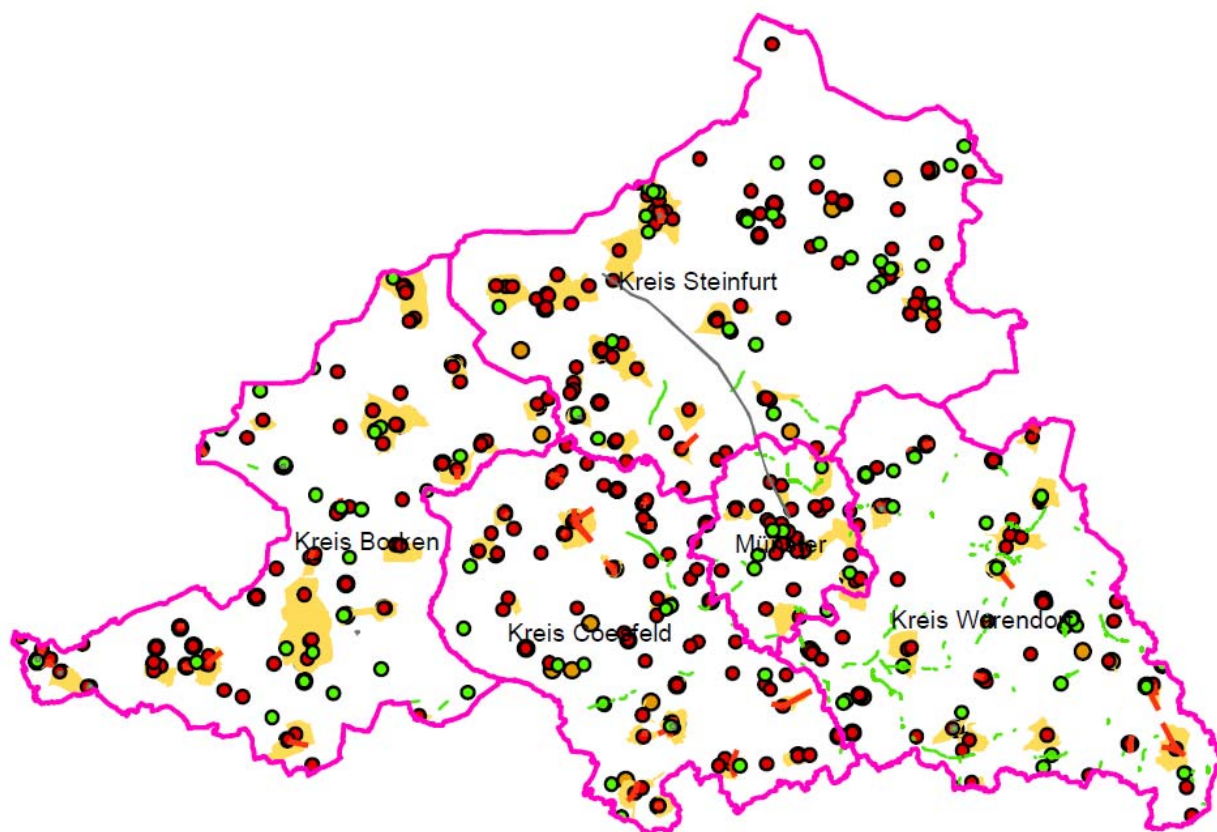 Kreis Steinfurt
Kreis Borken
Münster
Kreis Coesfeld
Kreis Warendorf